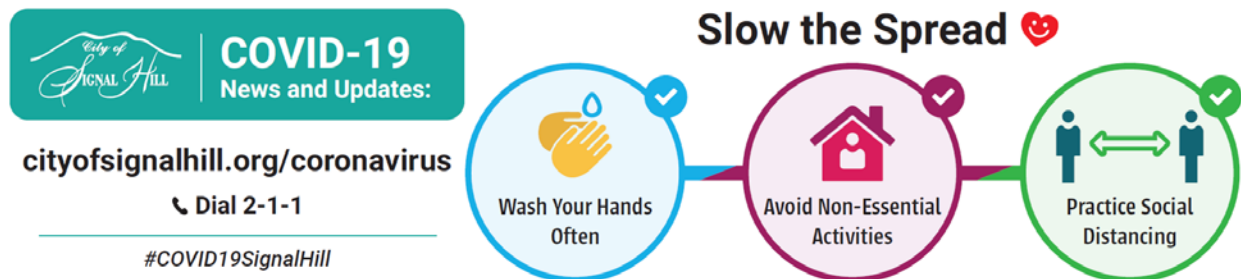 City of
SIGNAL HILL
COVID-19
News and Updates:
cityofsignalhill.org/coronavirus
Dial 2-1-1
#COVID19SignalHill
Slow the Spread
Wash Your Hands
Often
Avoid Non-Essential
Activities
Practice Social
Distancing